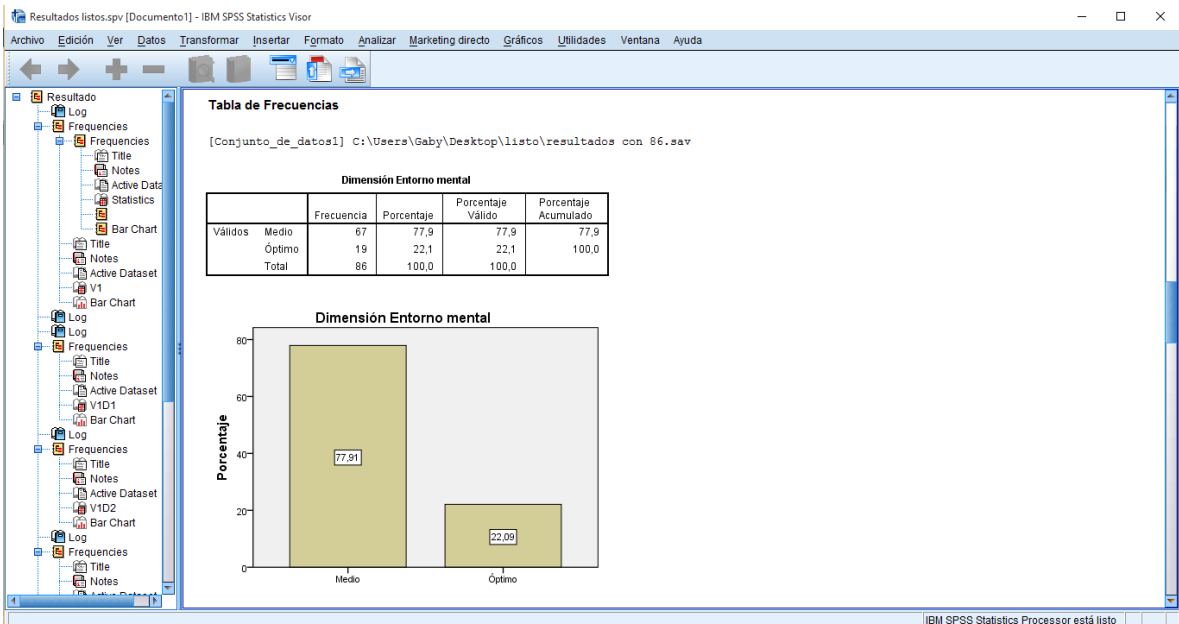 Resultados listos.spv [Documento1] - IBM SPSS Statistics Visor
Archivo Edición Ver Datos Transformar Insertar Formato Analizar Marketing directo Gráficos Utilidades Ventana Ayuda
Resultado
Log
Frequencies
Frequencies
Title
Notes
Active Data
Statistics
Bar Chart
Title
Notes
Active Dataset
V1
Bar Chart
Log
Log
Frequencies
Title
Notes
Active Dataset
V1D1
Bar Chart
Log
Frequencies
Title
Notes
Active Dataset
V1D2
Bar Chart
Log
Frequencies
Title
Notes
Active Dataset
Tabla de Frecuencias
[Conjunto_de_datos1] C:\Users\Gaby\Desktop\listo\resultados con 86.sav
Dimensión Entorno mental
Frecuencia Porcentaje Porcentaje Válido Porcentaje Acumulado
Válidos Medio 67 77,9 77,9 77,9
Óptimo 19 22,1 22,1 100,0
Total 86 100,0 100,0
Dimensión Entorno mental
Porcentaje
80
60
40
20
0
77,91
22,09
Medio Óptimo
IBM SPSS Statistics Processor está listo